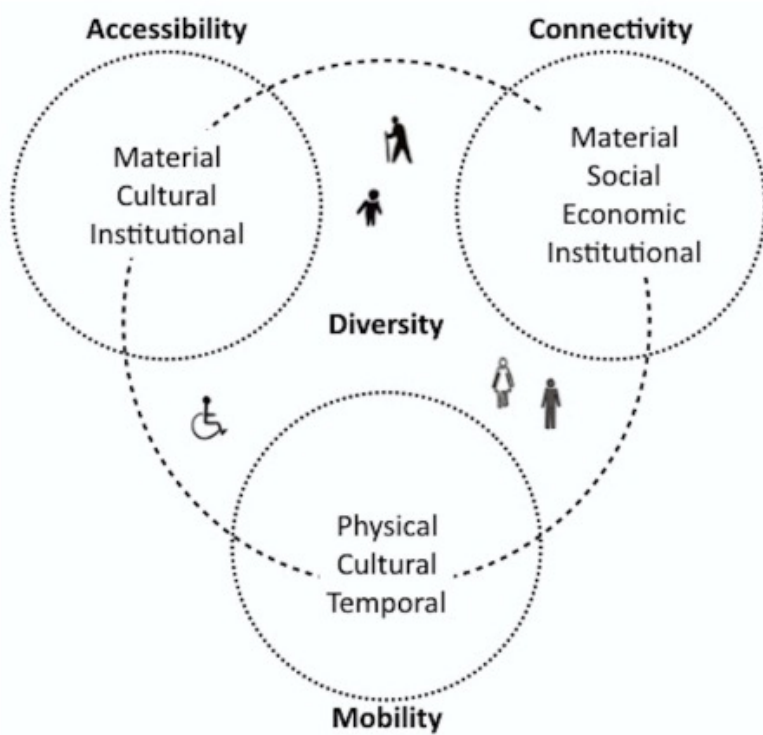 Accessibility
Connectivity
Material
Cultural
Institutional
Material
Social
Economic
Institutional
Diversity
Physical
Cultural
Temporal
Mobility